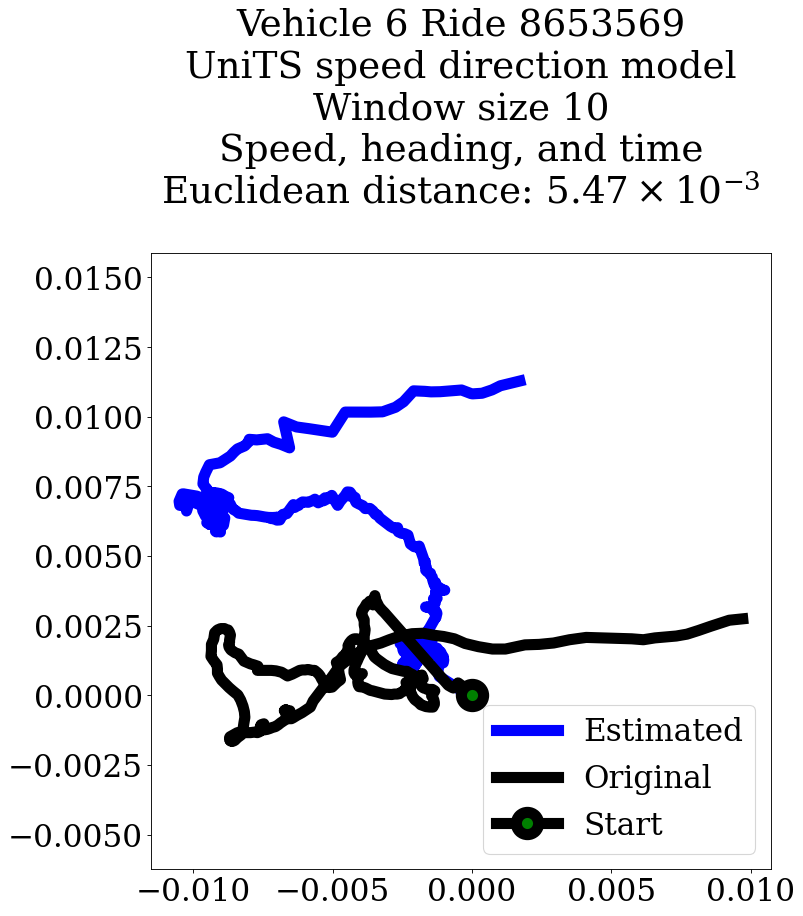 Vehicle 6 Ride 8653569
UniTS speed direction model
Window size 10
Speed, heading, and time
Euclidean distance: 5.47 × 10⁻³
0.0150
0.0125
0.0100
0.0075
0.0050
0.0025
0.0000
−0.0025
−0.0050
Estimated
Original
Start
−0.010 −0.005 0.000 0.005 0.010